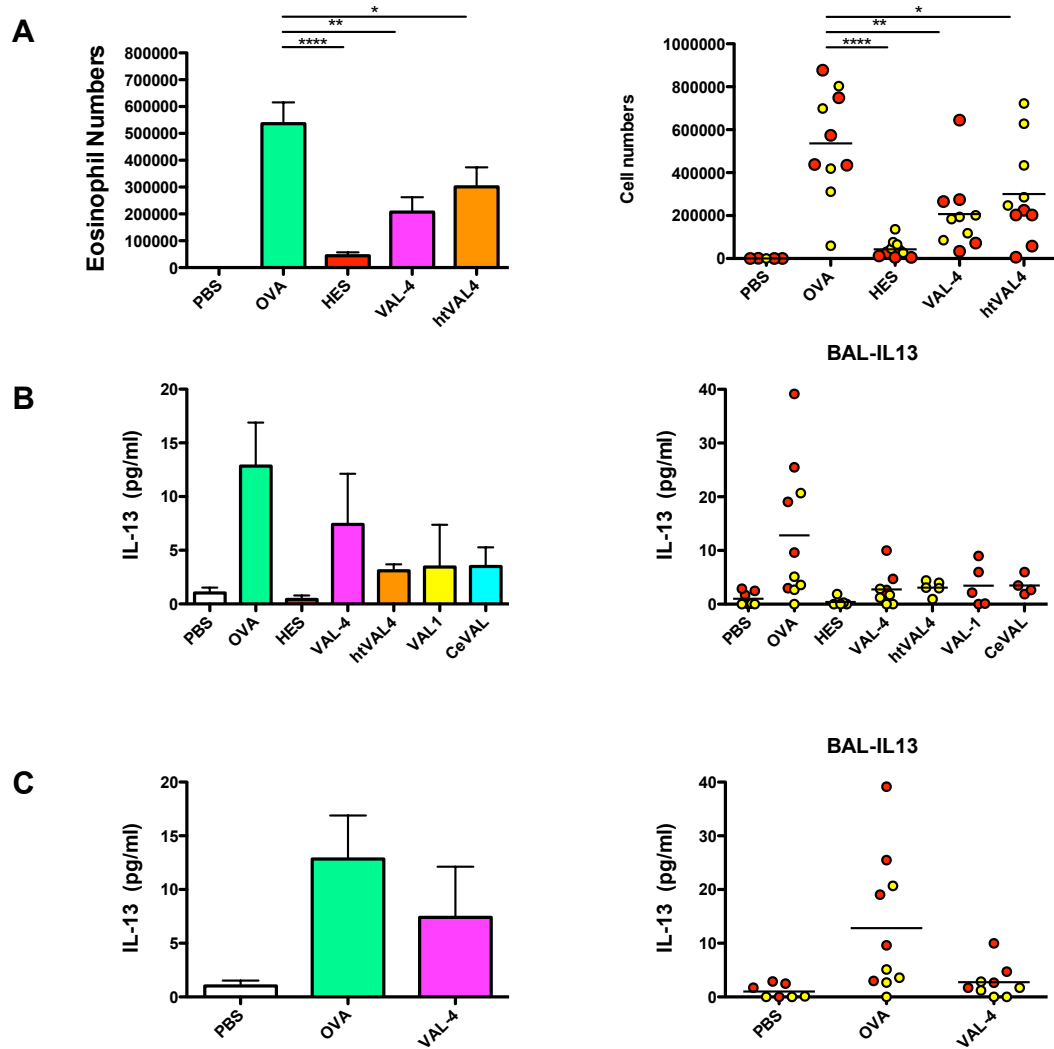 A
*
**
****
Eosinophil Numbers
800000
700000
600000
500000
400000
300000
200000
100000
0
PBS
OVA
HES
VAL-4
htVAL4
*
**
****
Cell numbers
1000000
800000
600000
400000
200000
0
PBS
OVA
HES
VAL-4
htVAL4
B
IL-13 (pg/ml)
20
15
10
5
0
PBS
OVA
HES
VAL-4
htVAL4
VAL1
CeVAL
BAL-IL13
IL-13 (pg/ml)
40
30
20
10
0
PBS
OVA
HES
VAL-4
htVAL4
VAL-1
CeVAL
C
IL-13 (pg/ml)
20
15
10
5
0
PBS
OVA
VAL-4
BAL-IL13
IL-13 (pg/ml)
40
30
20
10
0
PBS
OVA
VAL-4